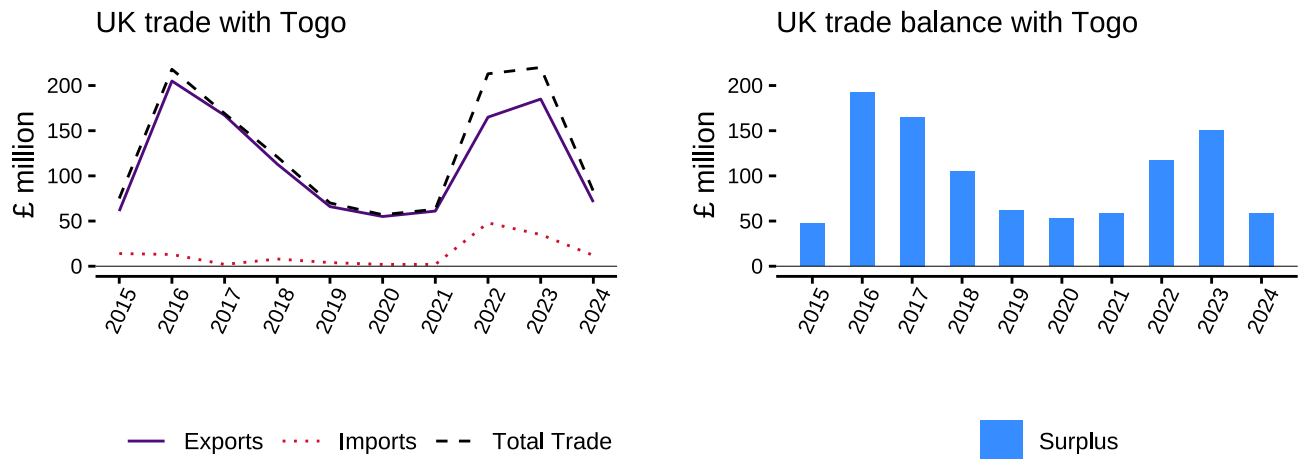 UK trade with Togo
£ million
200
150
100
50
0
2015 2016 2017 2018 2019 2020 2021 2022 2023 2024
Exports Imports Total Trade
UK trade balance with Togo
£ million
200
150
100
50
0
2015 2016 2017 2018 2019 2020 2021 2022 2023 2024
Surplus